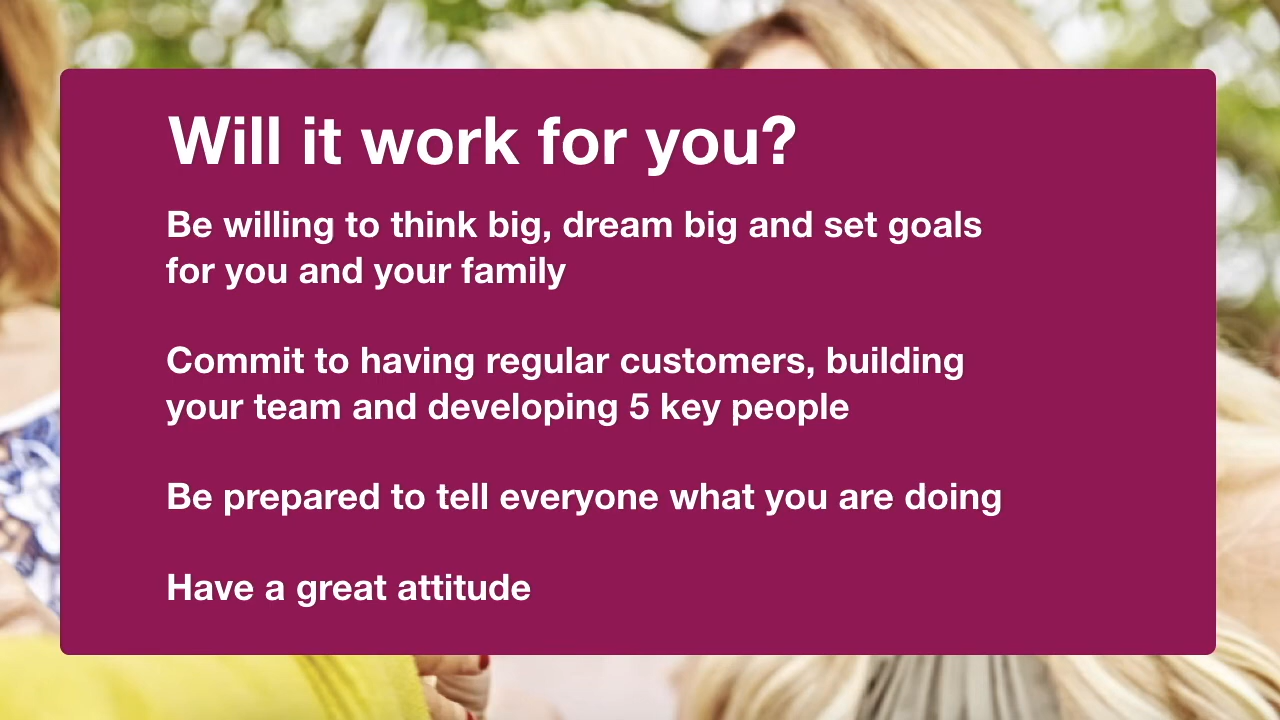 Will it work for you?
Be willing to think big, dream big and set goals
for you and your family
Commit to having regular customers, building
your team and developing 5 key people
Be prepared to tell everyone what you are doing
Have a great attitude